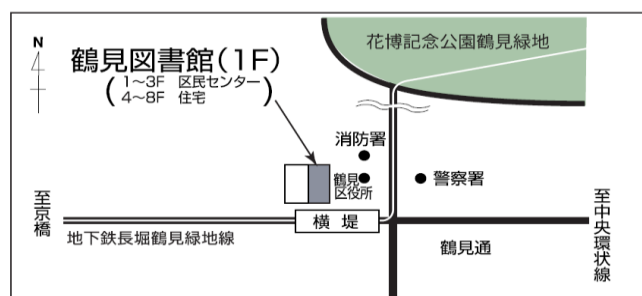 N
花博記念公園鶴見緑地
鶴見図書館(1F)
(1~3F 区民センター
4~8F 住宅)
消防署
鶴見
区役所
警察署
至京橋
横堤
至中央環状線
地下鉄長堀鶴見緑地線
鶴見通